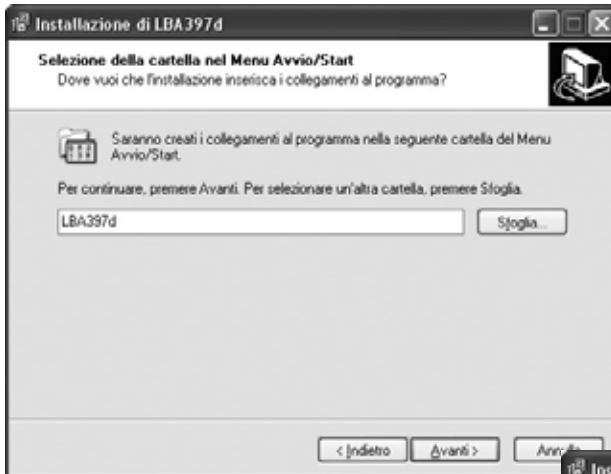 Installazione di LBA397d
Selezione della cartella nel Menu Avvio/Start
Dove vuoi che l'installazione inserisca i collegamenti al programma?
Saranno creati i collegamenti al programma nella seguente cartella del Menu
Avvio/Start.
Per continuare, premere Avanti. Per selezionare un'altra cartella, premere Sfoglia.
LBA397d
Sfoglia...
< Indietro
Avanti >